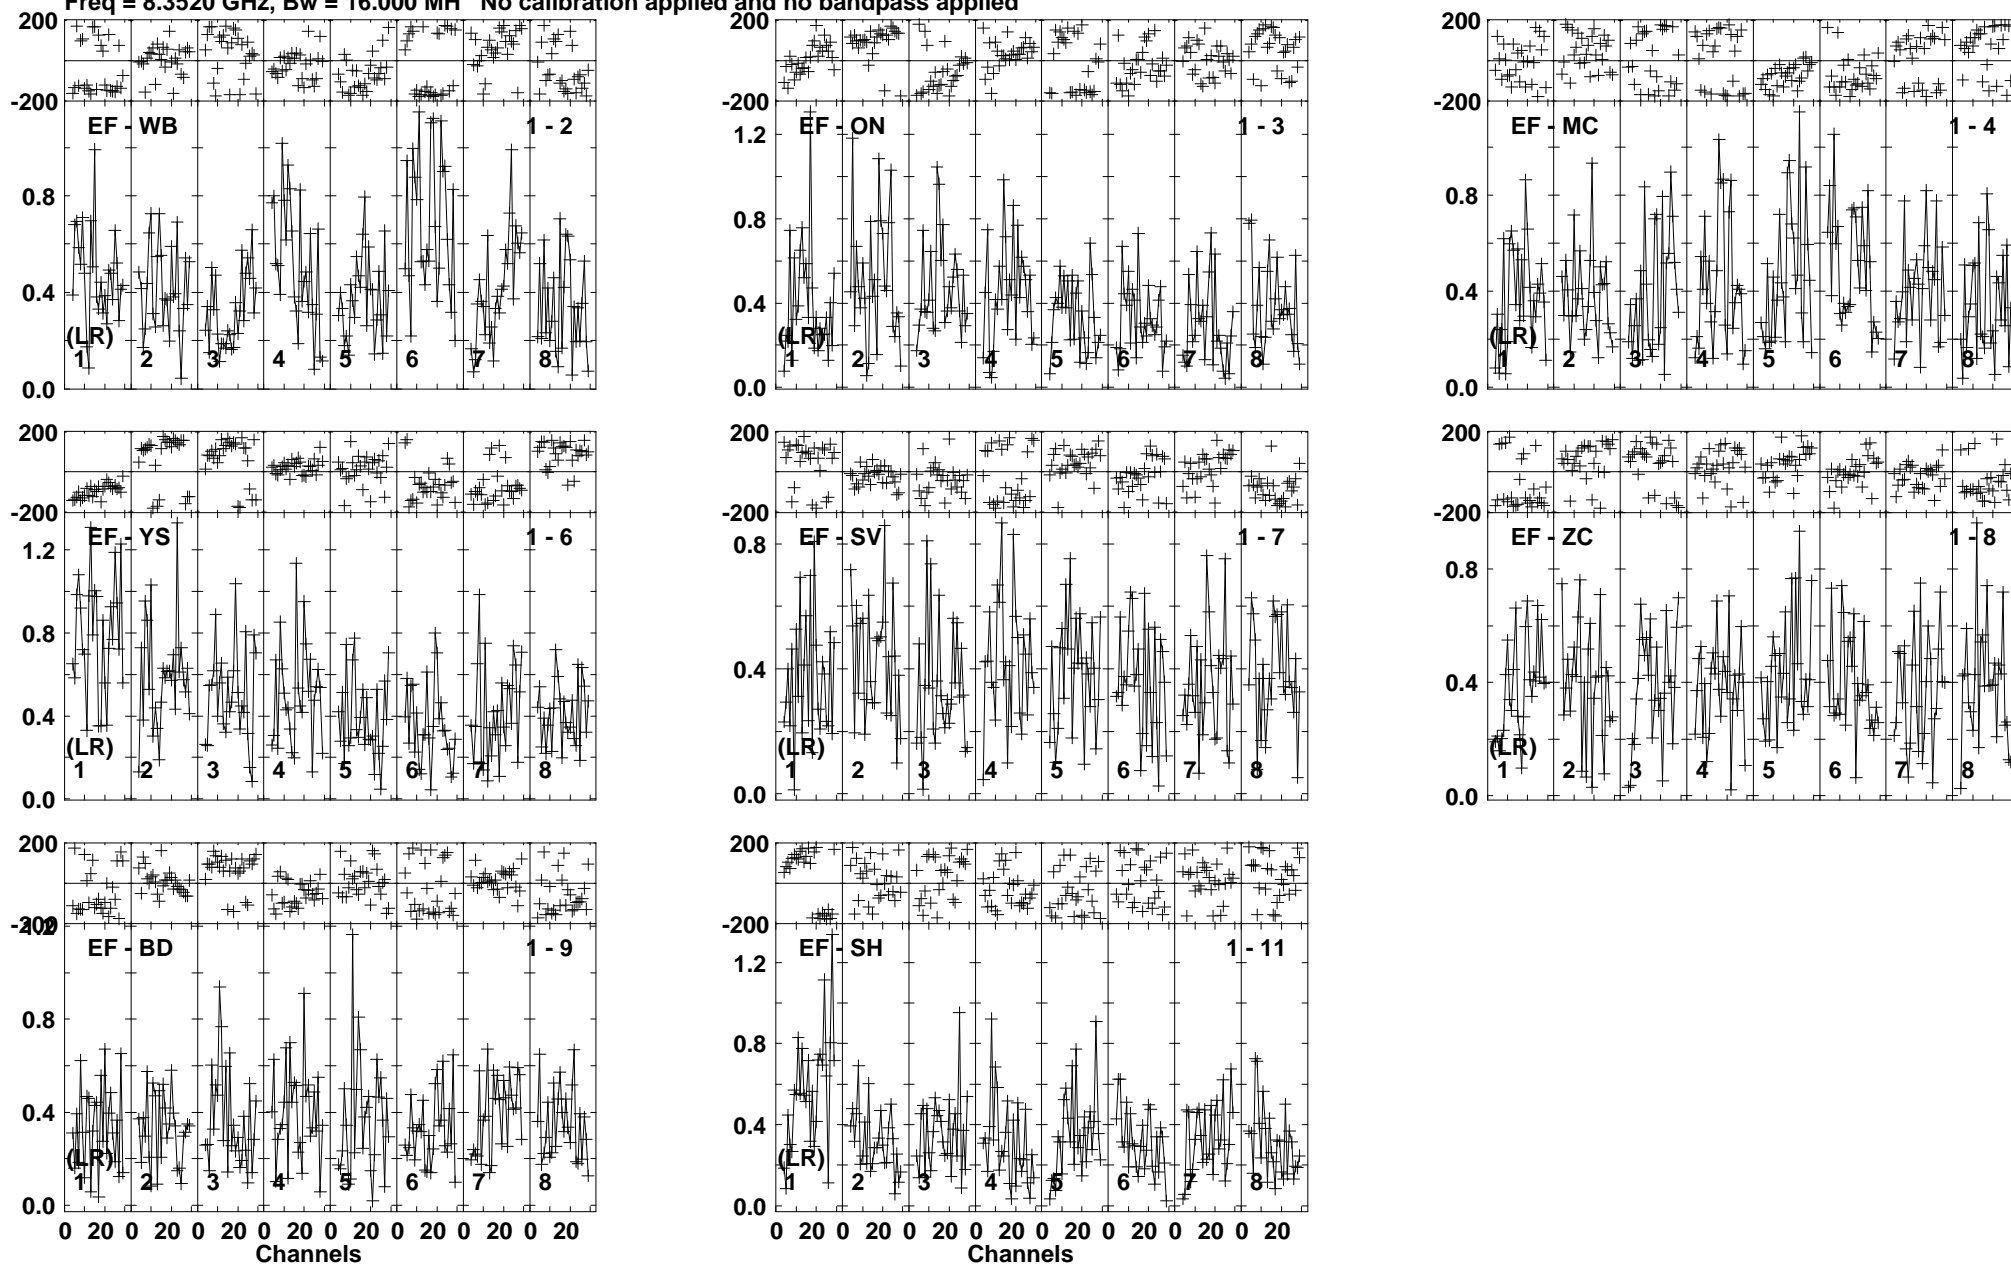 Freq = 8.3520 GHz, Bw = 16.000 MH No calibration applied and no bandpass applied
200 200 200
-200 -200 -200
EF - WB 1 - 2 EF - ON 1 - 3 EF - MC 1 - 4
1.2
0.8 0.8 0.8
0.4 0.4 0.4
(LR) (LR) (LR)
1 2 3 4 5 6 7 8 1 2 3 4 5 6 7 8 1 2 3 4 5 6 7 8
0.0 0.0 0.0
200 200 200
-200 -200 -200
EF - YS 1 - 6 EF - SV 1 - 7 EF - ZC 1 - 8
1.2 0.8 0.8
0.8
0.4 0.4 0.4
(LR) (LR) (LR)
1 2 3 4 5 6 7 8 1 2 3 4 5 6 7 8 1 2 3 4 5 6 7 8
0.0 0.0 0.0
200 200
-200 -200
1.2
EF - BD 1 - 9 EF - SH 1 - 11
1.2
0.8 0.8
0.4 0.4
(LR) (LR)
1 2 3 4 5 6 7 8 1 2 3 4 5 6 7 8
0.0 0.0
0 20 0 20 0 20 0 20 0 20 0 20 0 20 0 20 0 20 0 20 0 20 0 20 0 20 0 20 0 20 0 20
Channels Channels